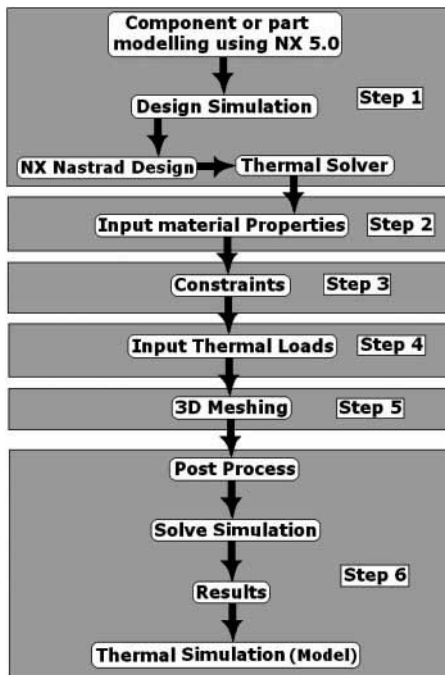 Component or part
modelling using NX 5.0
Design Simulation
Step 1
NX Nastrad Design
Thermal Solver
Input material Properties
Step 2
Constraints
Step 3
Input Thermal Loads
Step 4
3D Meshing
Step 5
Post Process
Solve Simulation
Results
Step 6
Thermal Simulation (Model)